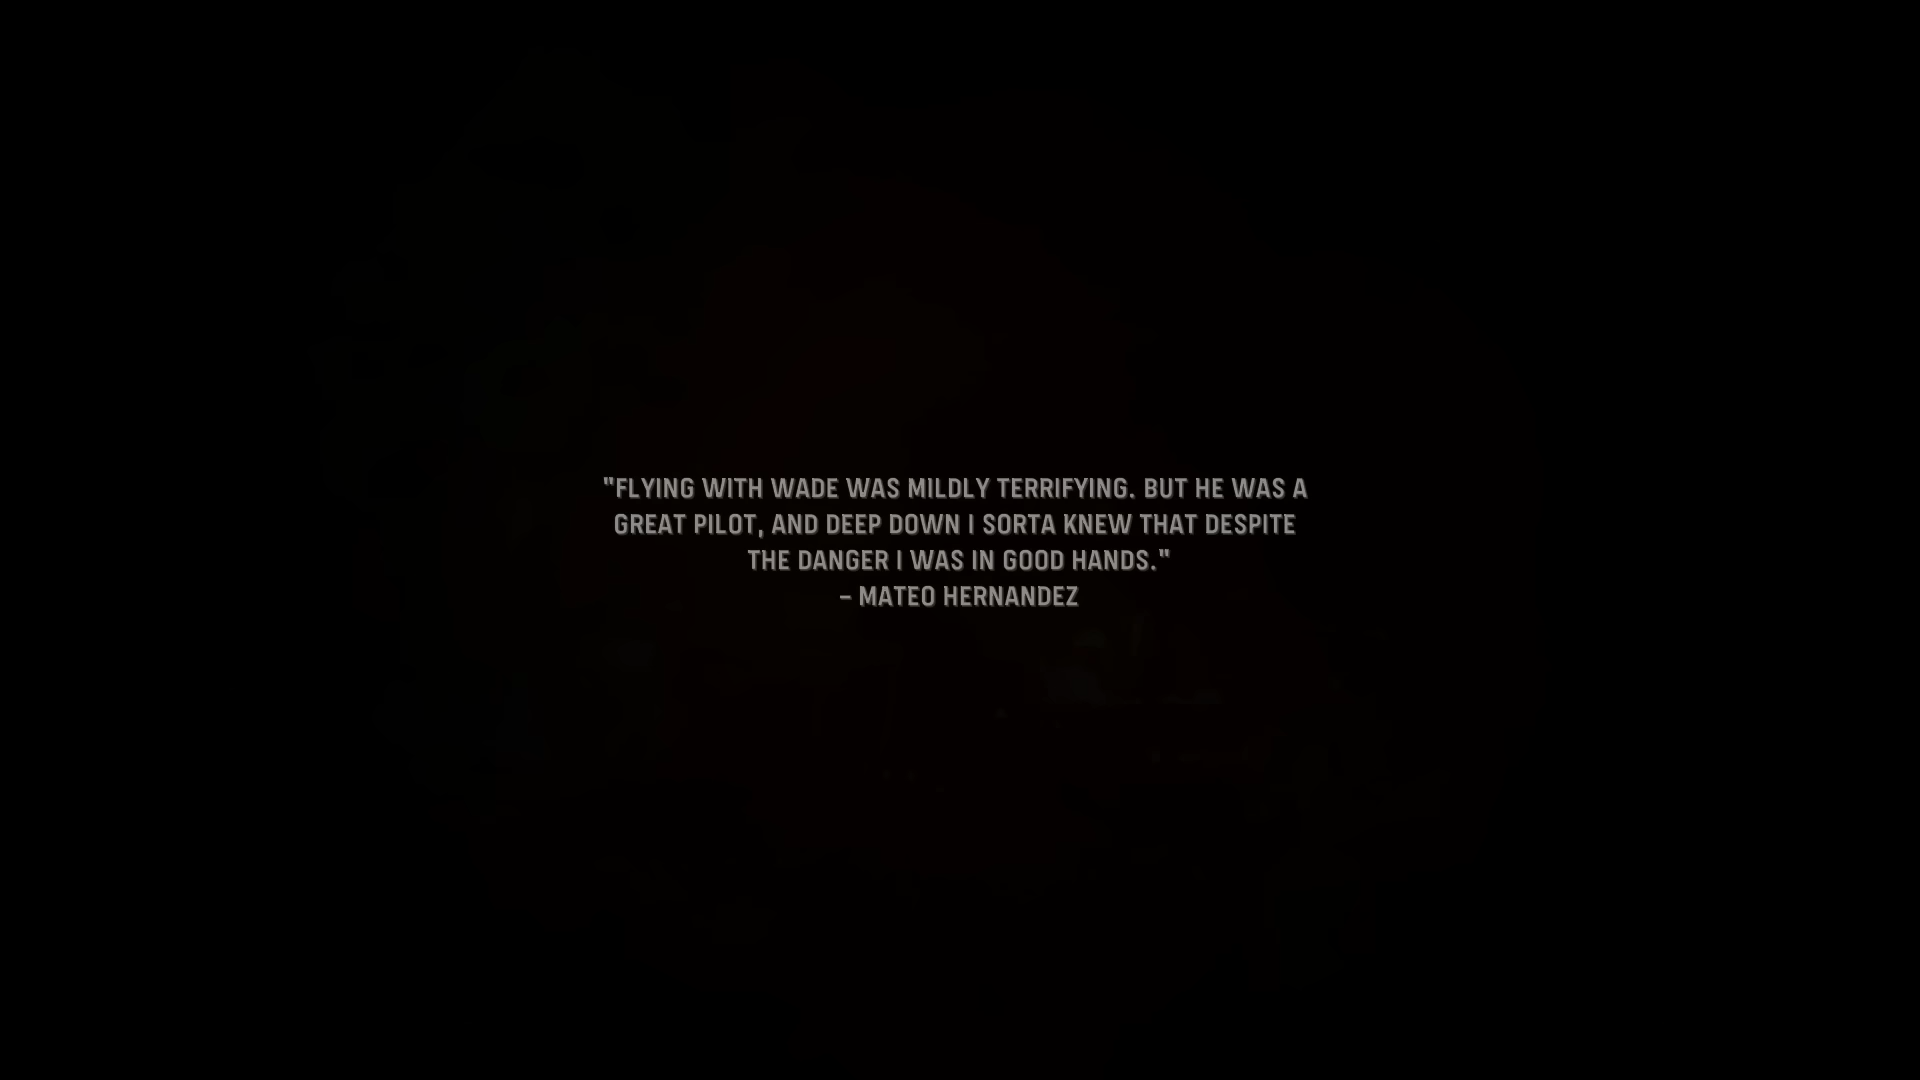 "FLYING WITH WADE WAS MILDLY TERRIFYING. BUT HE WAS A
GREAT PILOT, AND DEEP DOWN I SORTA KNEW THAT DESPITE
THE DANGER I WAS IN GOOD HANDS."
– MATEO HERNANDEZ